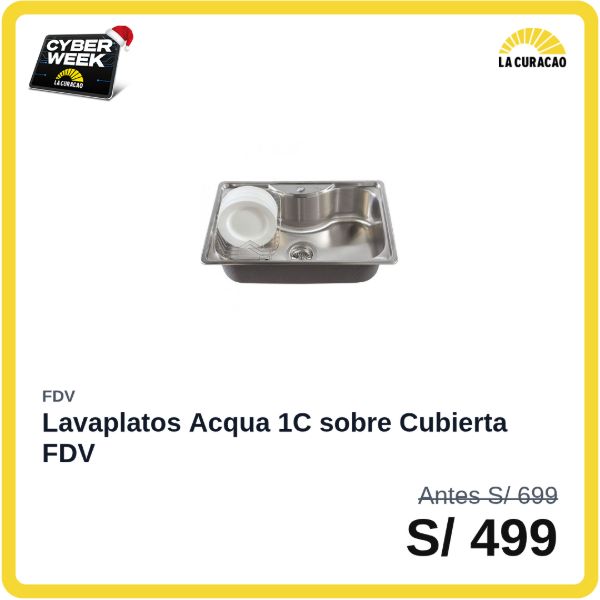 CYBER
WEEK
LA CURACAO
LA CURACAO
FDV
Lavaplatos Acqua 1C sobre Cubierta
FDV
Antes S/ 699
S/ 499